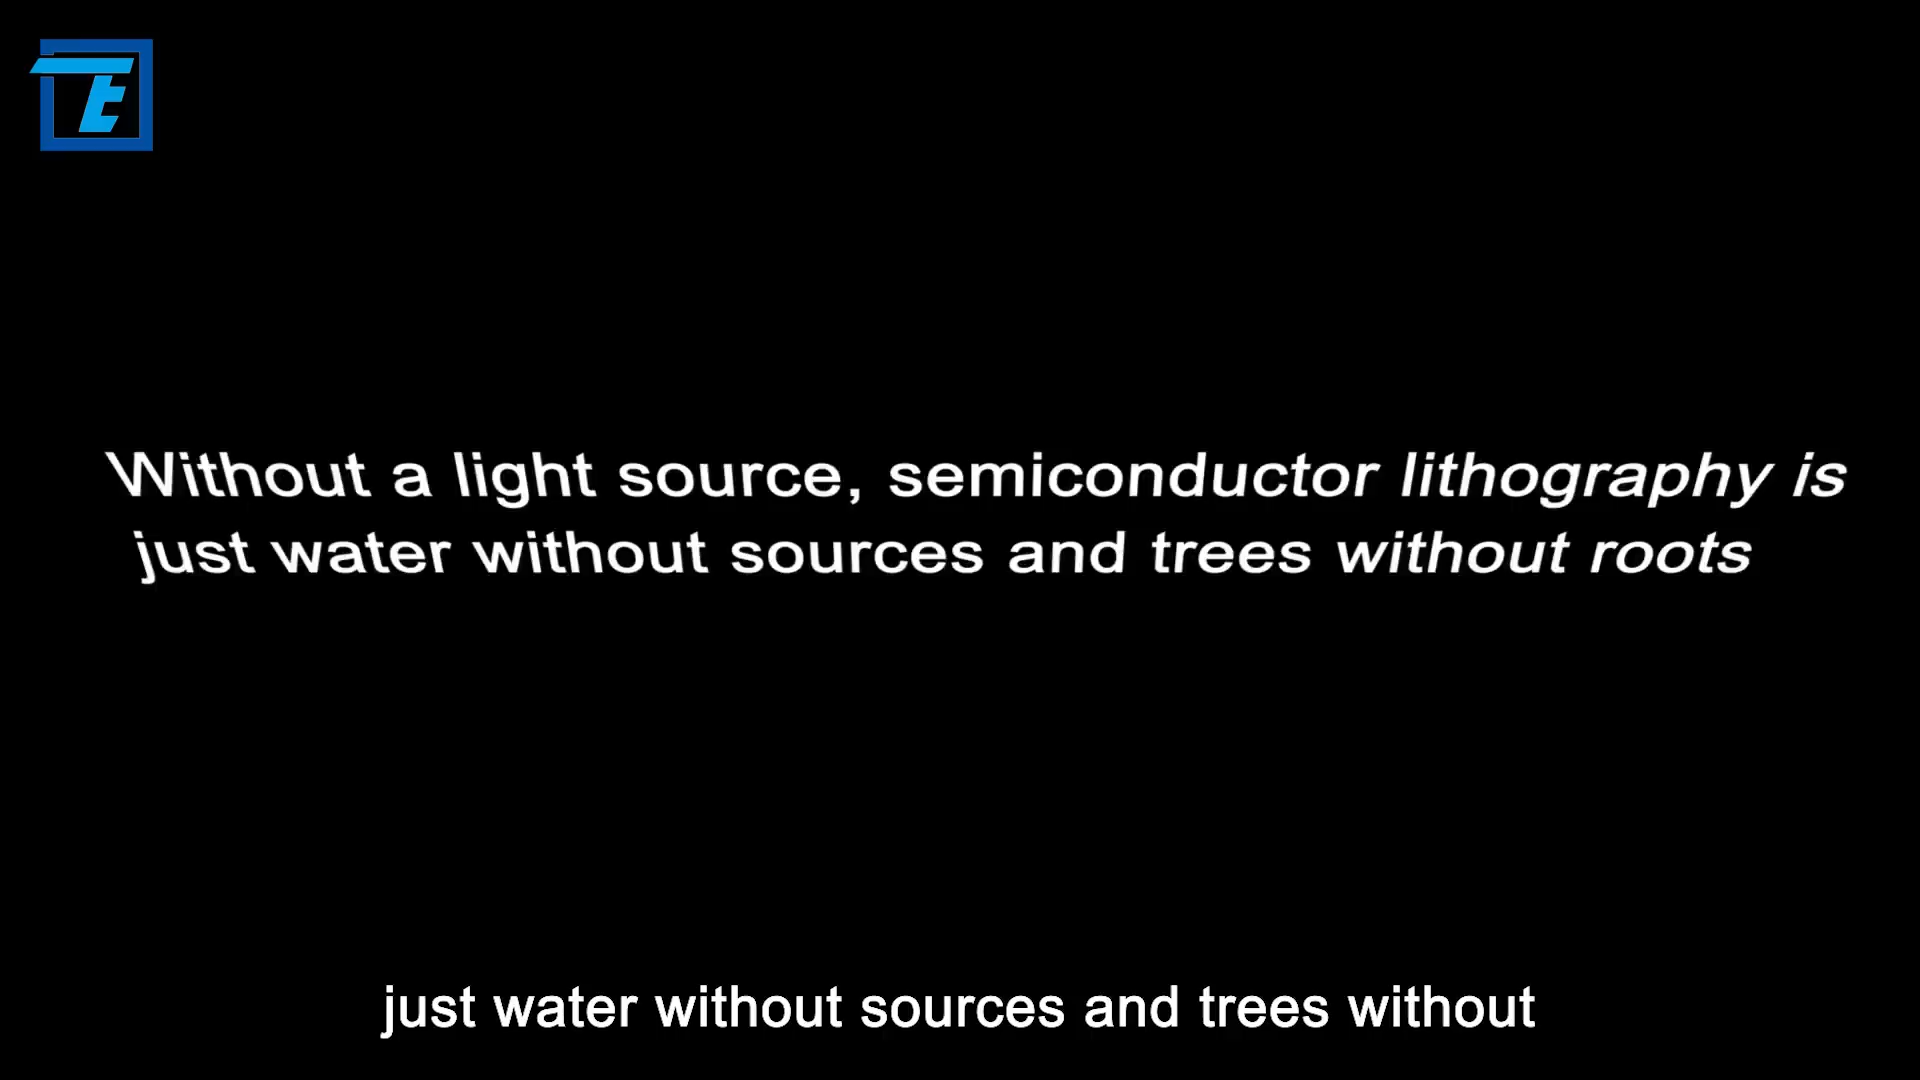 TE
Without a light source, semiconductor lithography is
just water without sources and trees without roots
just water without sources and trees without